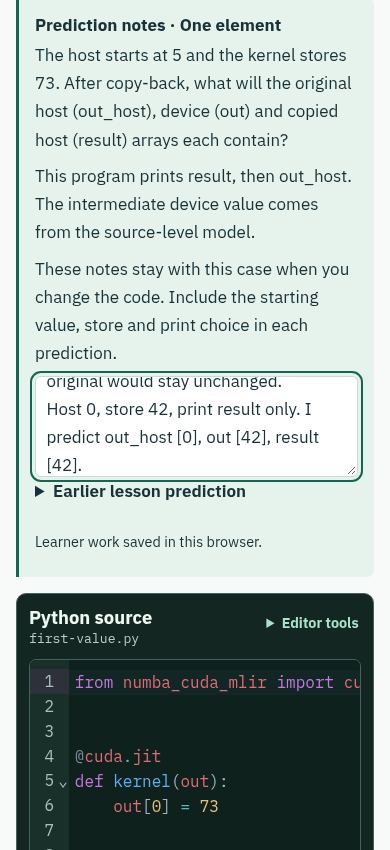 Prediction notes · One element
The host starts at 5 and the kernel stores
73. After copy-back, what will the original
host (out_host), device (out) and copied
host (result) arrays each contain?
This program prints result, then out_host.
The intermediate device value comes
from the source-level model.
These notes stay with this case when you
change the code. Include the starting
value, store and print choice in each
prediction.
original would stay unchanged.
Host 0, store 42, print result only. I
predict out_host [0], out [42], result
[42].
▶ Earlier lesson prediction
Learner work saved in this browser.
Python source
▶ Editor tools
first-value.py
1 from numba_cuda_mlir import cu
2
3
4 @cuda.jit
5 def kernel(out):
6     out[0] = 73
7